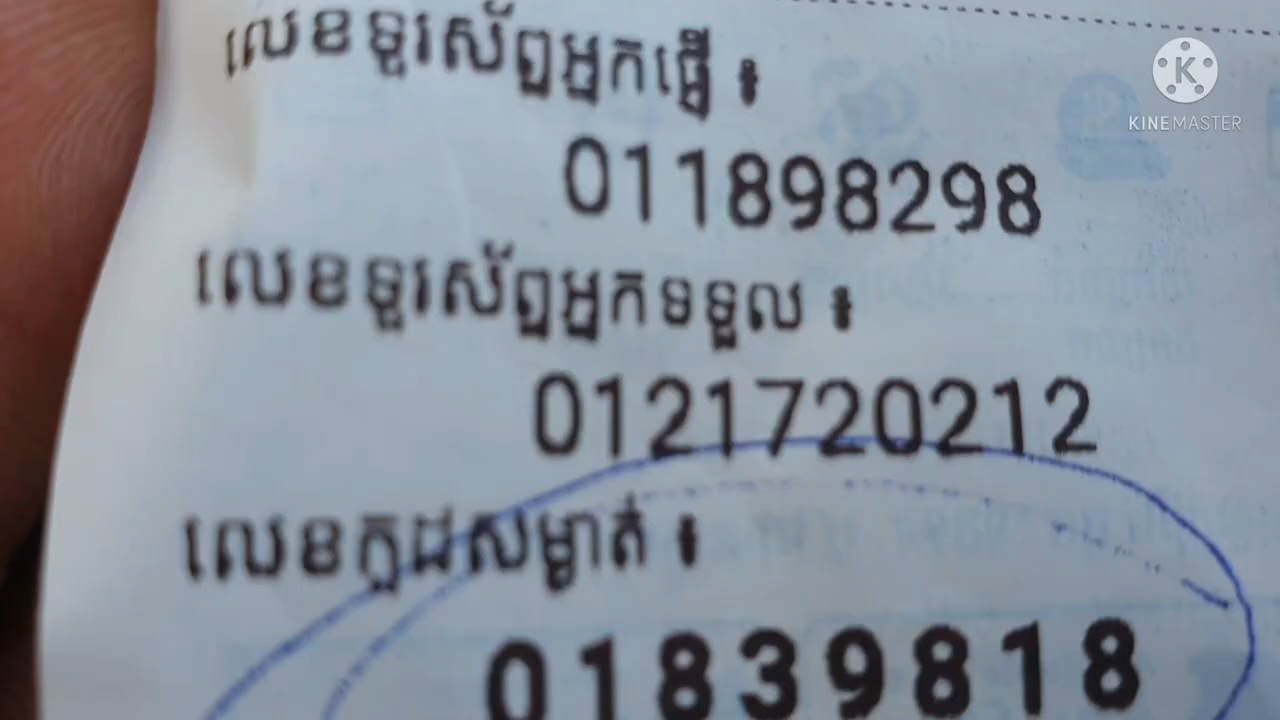 លេខទូរស័ព្ទអ្នកផ្ញើ ៖
011898298
លេខទូរស័ព្ទអ្នកទទួល ៖
0121720212
លេខកូដសម្ងាត់ ៖
01839818
KINEMASTER